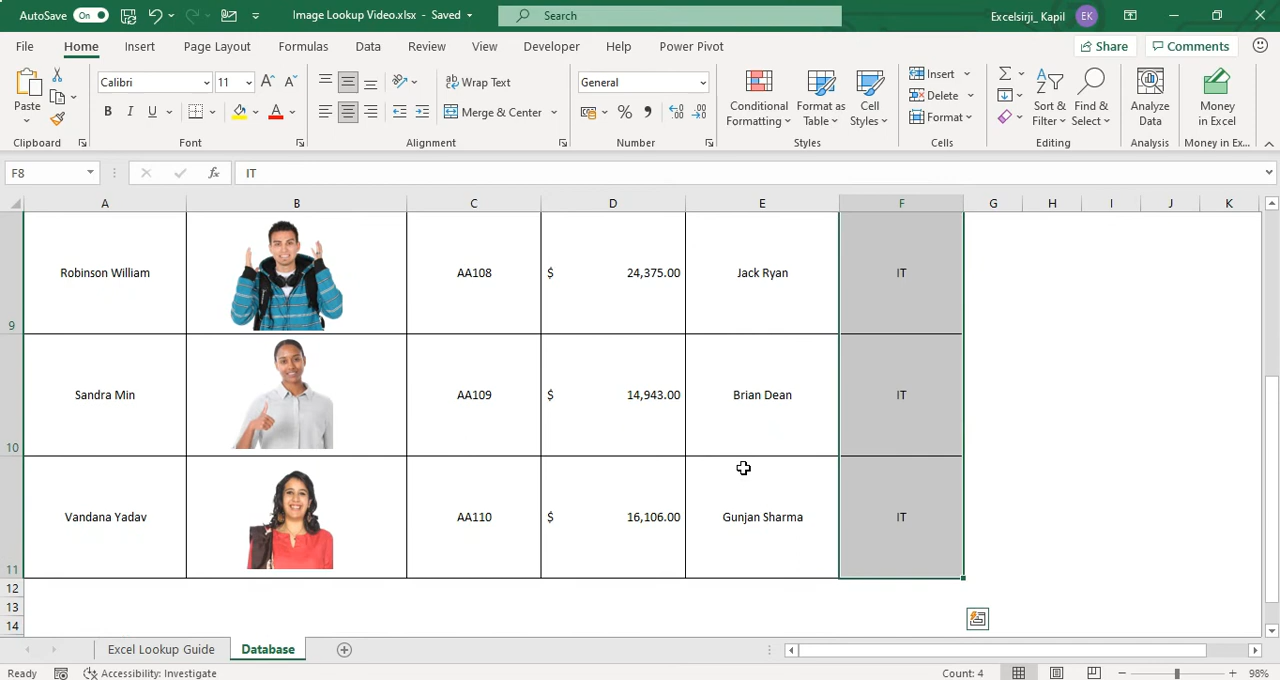 AutoSave On Image Lookup Video.xlsx - Saved Search Excelsirji_ Kapil EK
File Home Insert Page Layout Formulas Data Review View Developer Help Power Pivot Share Comments
Paste Calibri 11 Wrap Text General Conditional Formatting Format as Table Cell Styles Insert Sort & Filter Find & Select Analyze Data Money in Excel
B I U A Merge & Center % Delete Format
Clipboard Font Alignment Number Styles Cells Editing Analysis Money in Ex...
F8 fx IT
A B C D E F G H I J K
9 Robinson William AA108 $ 24,375.00 Jack Ryan IT
10 Sandra Min AA109 $ 14,943.00 Brian Dean IT
11 Vandana Yadav AA110 $ 16,106.00 Gunjan Sharma IT
12
13
14
Excel Lookup Guide Database
Ready Accessibility: Investigate Count: 4 98%